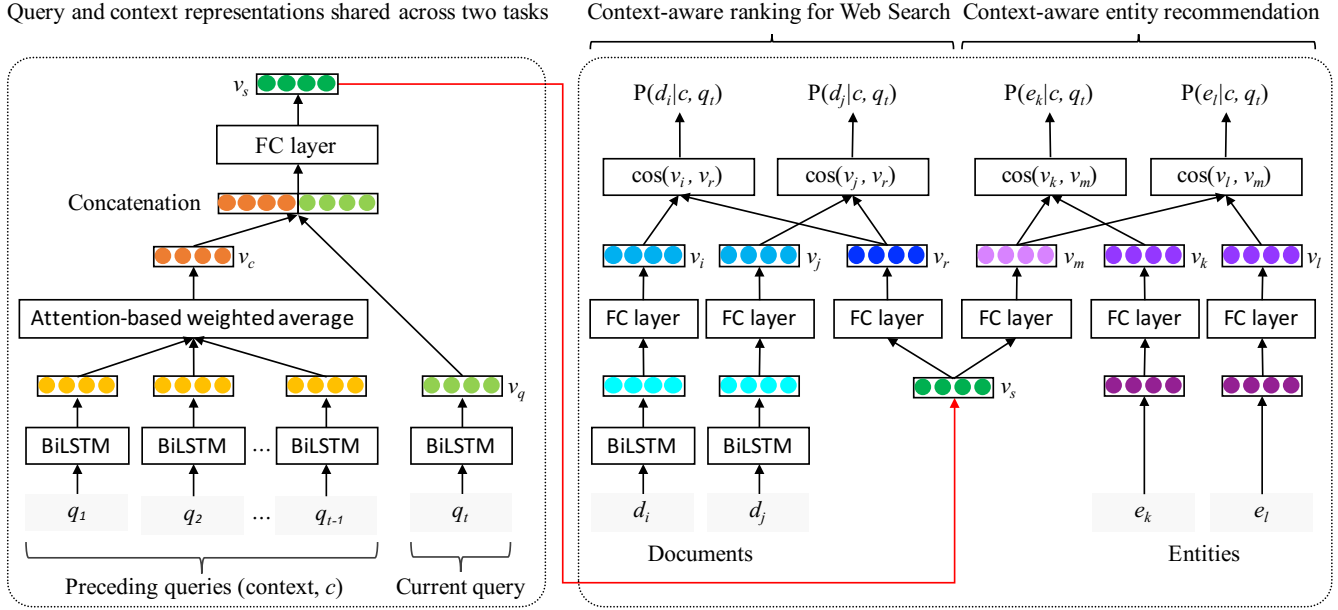 Query and context representations shared across two tasks
Context-aware ranking for Web Search
Context-aware entity recommendation
v_s
FC layer
Concatenation
v_c
Attention-based weighted average
v_q
BiLSTM
BiLSTM
...
BiLSTM
BiLSTM
q_1
q_2
...
q_{t-1}
q_t
Preceding queries (context, c)
Current query
P(d_i|c, q_t)
P(d_j|c, q_t)
P(e_k|c, q_t)
P(e_l|c, q_t)
cos(v_i , v_r)
cos(v_j , v_r)
cos(v_k , v_m)
cos(v_l , v_m)
v_i
v_j
v_r
v_m
v_k
v_l
FC layer
FC layer
FC layer
FC layer
FC layer
FC layer
v_s
BiLSTM
BiLSTM
d_i
d_j
e_k
e_l
Documents
Entities